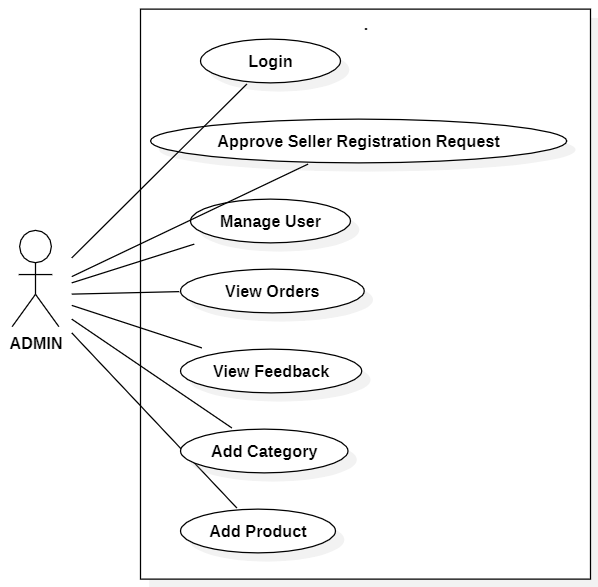 .
Login
Approve Seller Registration Request
Manage User
View Orders
ADMIN
View Feedback
Add Category
Add Product